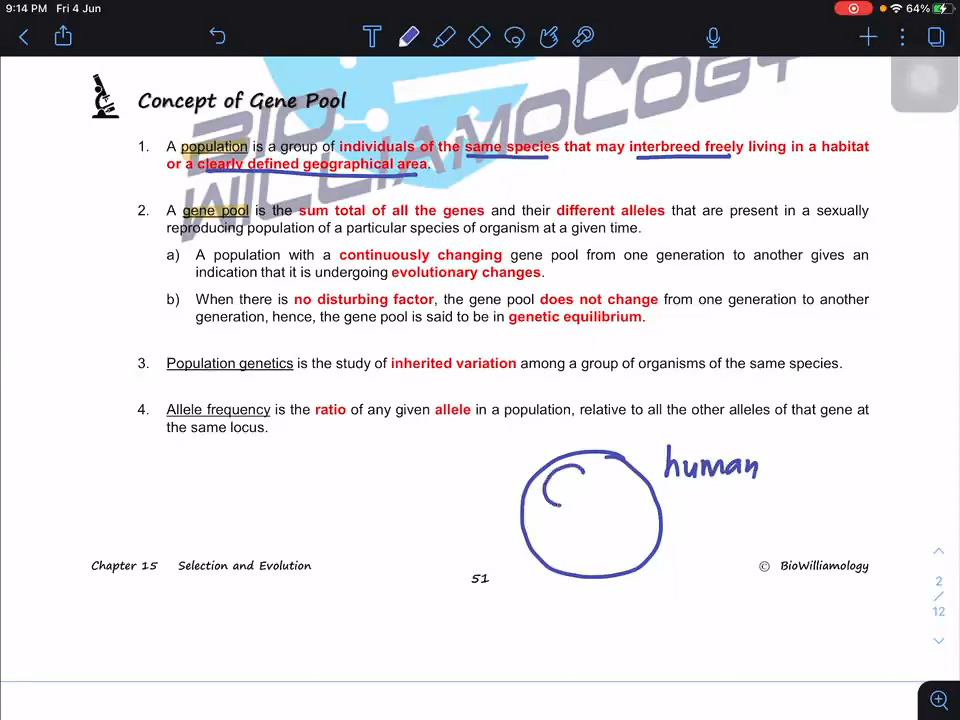 9:14 PM Fri 4 Jun
64%
T
BIO
WILLIAMOLOGY
Concept of Gene Pool
1. A population is a group of individuals of the same species that may interbreed freely living in a habitat
or a clearly defined geographical area.
2. A gene pool is the sum total of all the genes and their different alleles that are present in a sexually
reproducing population of a particular species of organism at a given time.
a) A population with a continuously changing gene pool from one generation to another gives an
indication that it is undergoing evolutionary changes.
b) When there is no disturbing factor, the gene pool does not change from one generation to another
generation, hence, the gene pool is said to be in genetic equilibrium.
3. Population genetics is the study of inherited variation among a group of organisms of the same species.
4. Allele frequency is the ratio of any given allele in a population, relative to all the other alleles of that gene at
the same locus.
human
Chapter 15 Selection and Evolution
© BioWilliamology
51
2
/
12